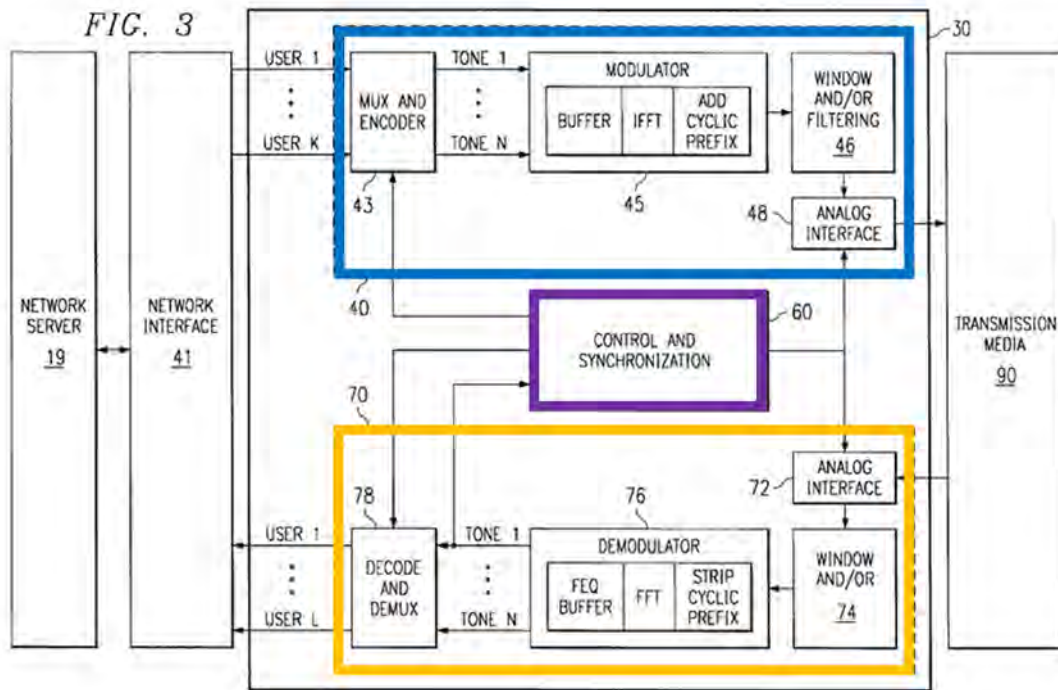 FIG. 3
30
USER 1
TONE 1
MUX AND
ENCODER
USER K
TONE N
43
MODULATOR
BUFFER
IFFT
ADD
CYCLIC
PREFIX
45
WINDOW
AND/OR
FILTERING
46
48
ANALOG
INTERFACE
40
NETWORK
SERVER
19
NETWORK
INTERFACE
41
60
CONTROL AND
SYNCHRONIZATION
TRANSMISSION
MEDIA
90
70
72
ANALOG
INTERFACE
78
76
USER 1
TONE 1
DECODE
AND
DEMUX
USER L
TONE N
DEMODULATOR
FEQ
BUFFER
FFT
STRIP
CYCLIC
PREFIX
WINDOW
AND/OR
74